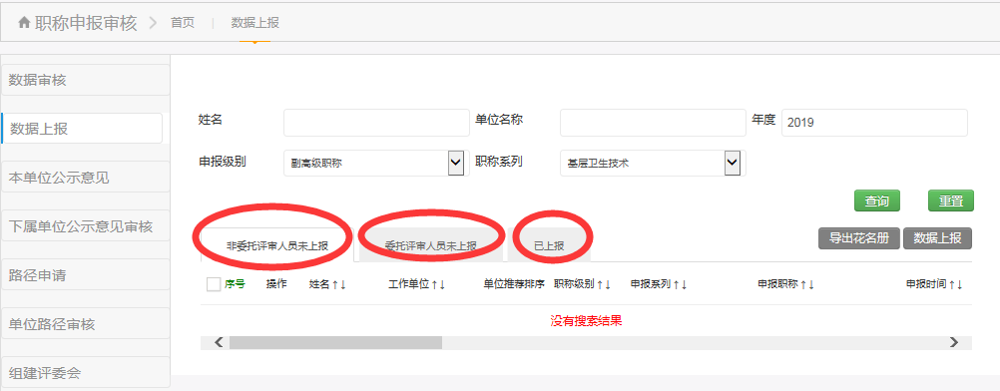 职称申报审核 首页 数据上报
数据审核
数据上报
本单位公示意见
下属单位公示意见审核
路径申请
单位路径审核
组建评委会
姓名 单位名称 年度 2019
申报级别 副高级职称 职称系列 基层卫生技术
查询 重置
非委托评审人员未上报 委托评审人员未上报 已上报 导出花名册 数据上报
序号 操作 姓名↑↓ 工作单位↑↓ 单位推荐排序 职称级别↑↓ 申报系列↑↓ 申报职称↑↓ 申报时间↑↓
没有搜索结果